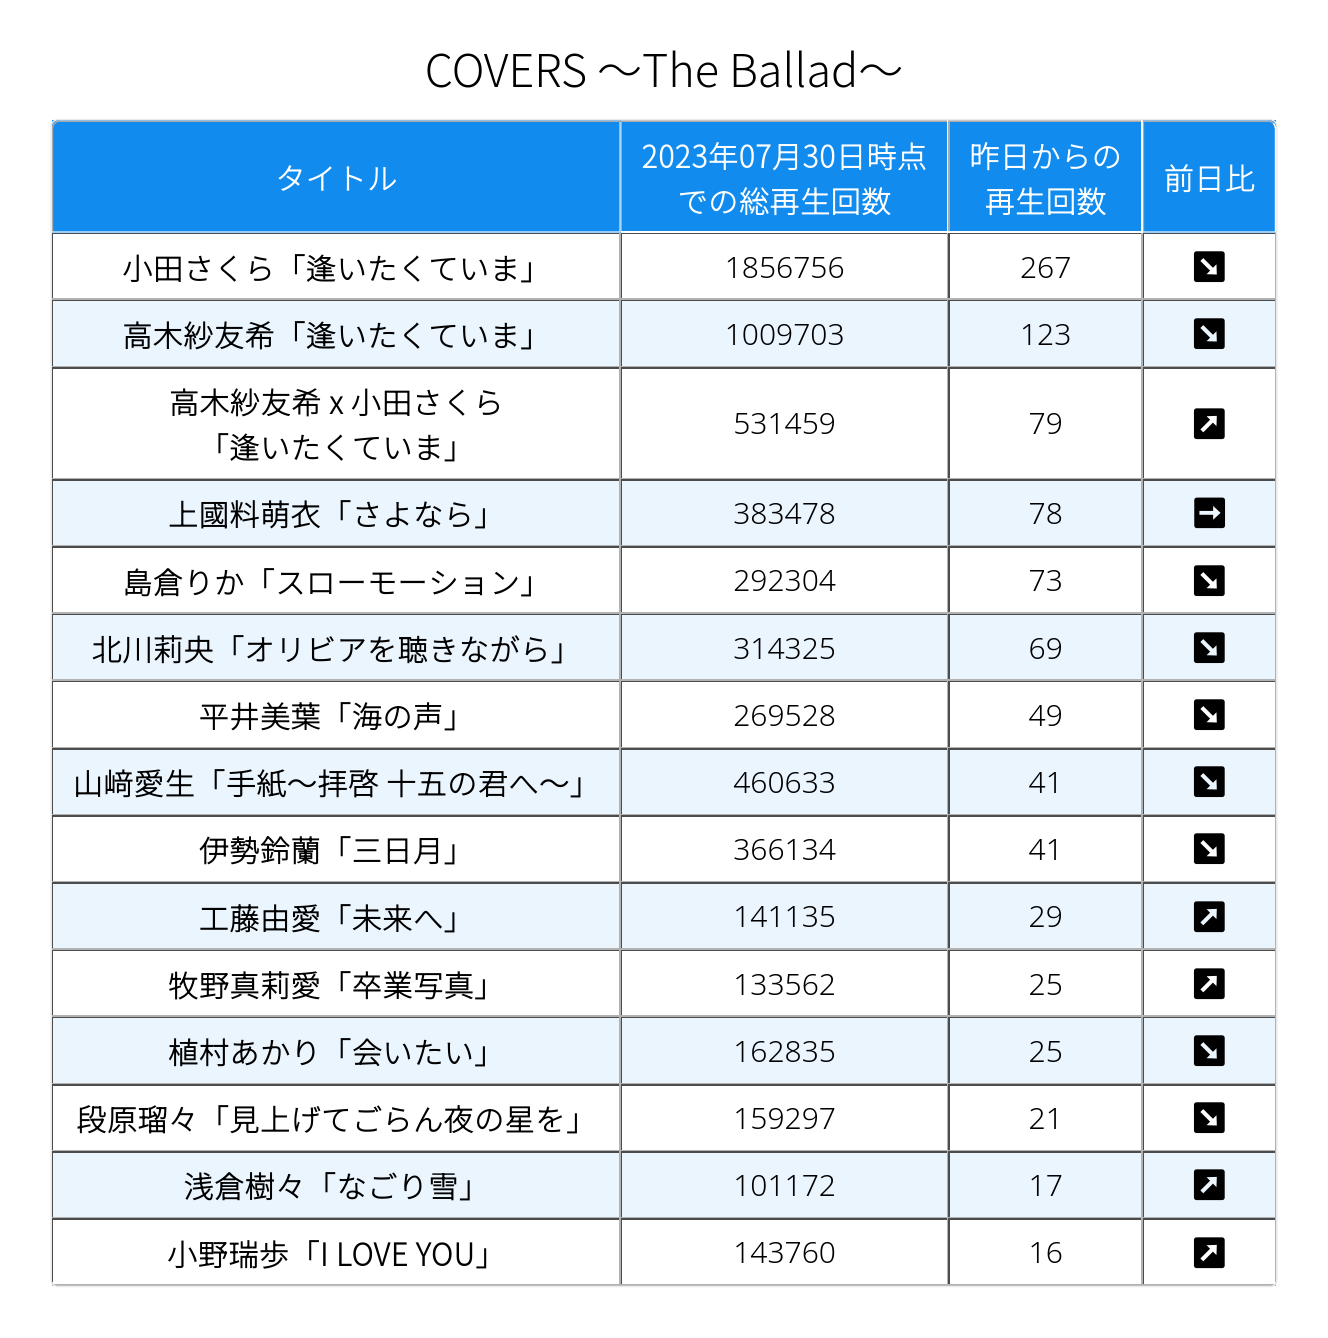 COVERS ～The Ballad～
タイトル
2023年07月30日時点
での総再生回数
昨日からの
再生回数
前日比
小田さくら「逢いたくていま」 1856756 267 ↘
高木紗友希「逢いたくていま」 1009703 123 ↘
高木紗友希 x 小田さくら
「逢いたくていま」 531459 79 ↗
上國料萌衣「さよなら」 383478 78 →
島倉りか「スローモーション」 292304 73 ↘
北川莉央「オリビアを聴きながら」 314325 69 ↘
平井美葉「海の声」 269528 49 ↘
山﨑愛生「手紙～拝啓 十五の君へ～」 460633 41 ↘
伊勢鈴蘭「三日月」 366134 41 ↘
工藤由愛「未来へ」 141135 29 ↗
牧野真莉愛「卒業写真」 133562 25 ↗
植村あかり「会いたい」 162835 25 ↘
段原瑠々「見上げてごらん夜の星を」 159297 21 ↘
浅倉樹々「なごり雪」 101172 17 ↗
小野瑞歩「I LOVE YOU」 143760 16 ↗